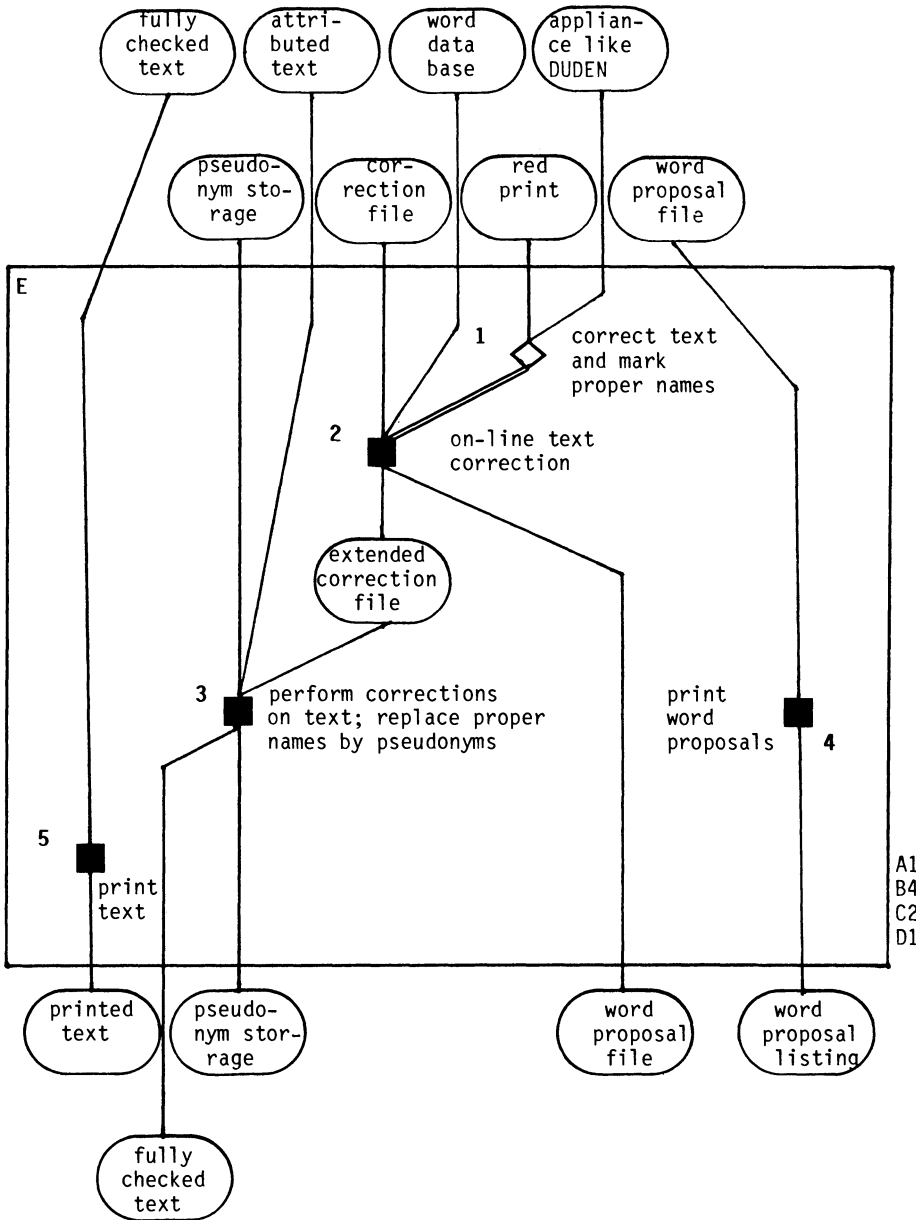 fully
checked
text
attri-
buted
text
word
data
base
applian-
ce like
DUDEN
pseudo-
nym sto-
rage
cor-
rection
file
red
print
word
proposal
file
E
1
correct text
and mark
proper names
2
on-line text
correction
extended
correction
file
3
perform corrections
on text; replace proper
names by pseudonyms
print
word
proposals
4
5
print
text
A1
B4
C2
D1
printed
text
pseudo-
nym stor-
rage
word
proposal
file
word
proposal
listing
fully
checked
text